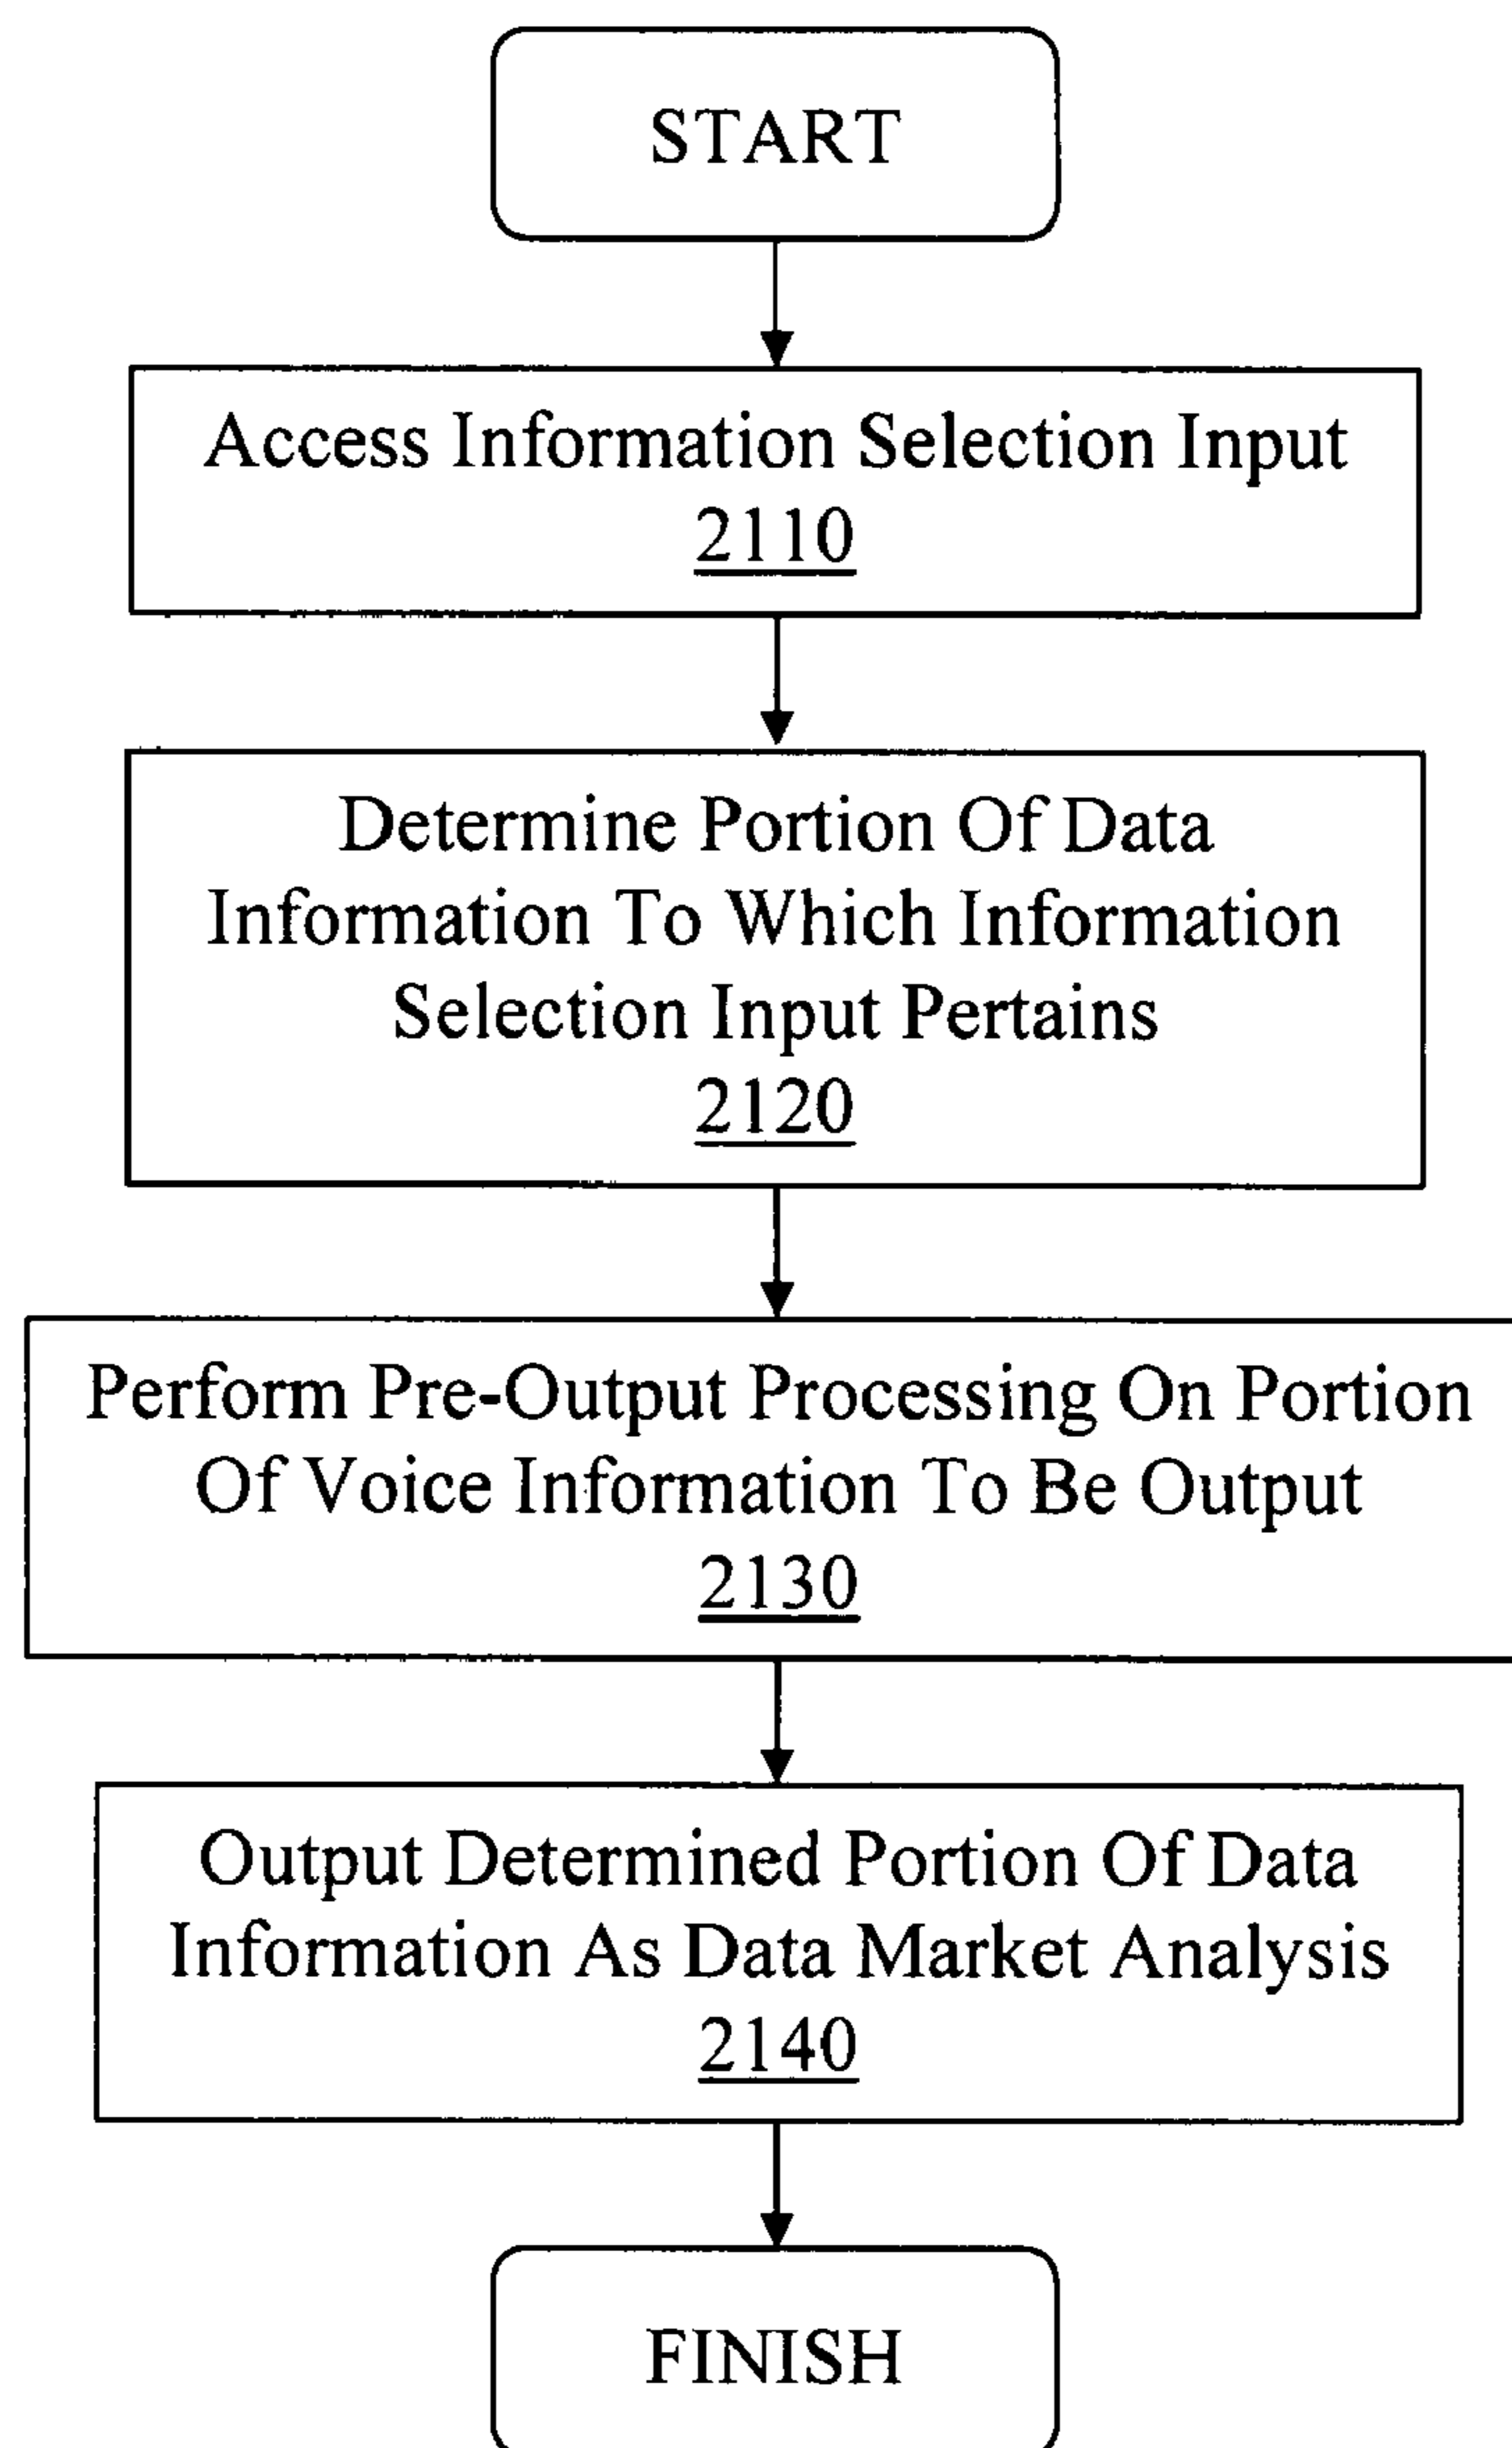 START
Access Information Selection Input
2110
Determine Portion Of Data
Information To Which Information
Selection Input Pertains
2120
Perform Pre-Output Processing On Portion
Of Voice Information To Be Output
2130
Output Determined Portion Of Data
Information As Data Market Analysis
2140
FINISH